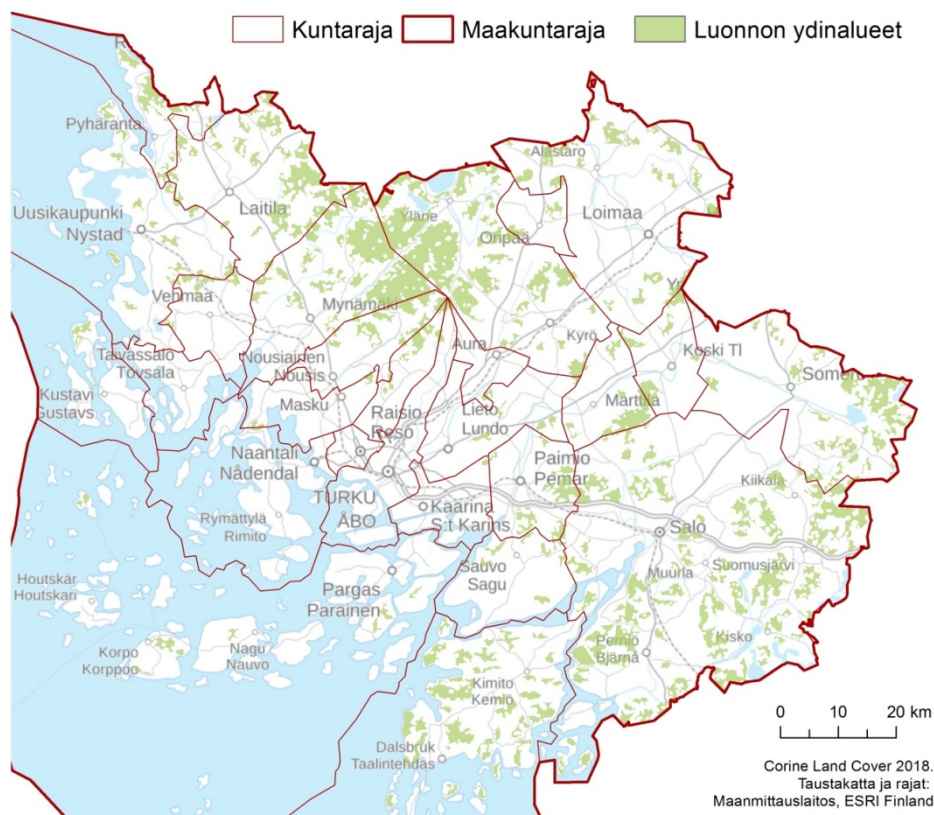 Kuntaraja Maakuntaraja Luonnon ydinalueet
Pyhäranta
Alastaro
Laitila
Yläne
Loimaa
Uusikaupunki
Nystad
Oripää
Vehmaa
Mynämäki
Kyrö
Aura
Koski Tl
Taivassalo
Tövsala
Nousiainen
Nousis
Somero
Kustavi
Gustavs
Masku
Marttila
Raisio
Reso
Lieto
Lundo
Naantali
Nådendal
Paimio
Pemar
Kiikala
TURKU
ÅBO
Kaarina
S:t Karins
Rymättylä
Rimito
Salo
Sauvo
Sagu
Muurla
Suomusjärvi
Houtskär
Houtskari
Pargas
Parainen
Perniö
Bjärnå
Kisko
Korpo
Korppoo
Nagu
Nauvo
Kimito
Kemiö
Dalsbruk
Taalintehdas
0 10 20 km
Corine Land Cover 2018.
Taustakatta ja rajat:
Maanmittauslaitos, ESRI Finland